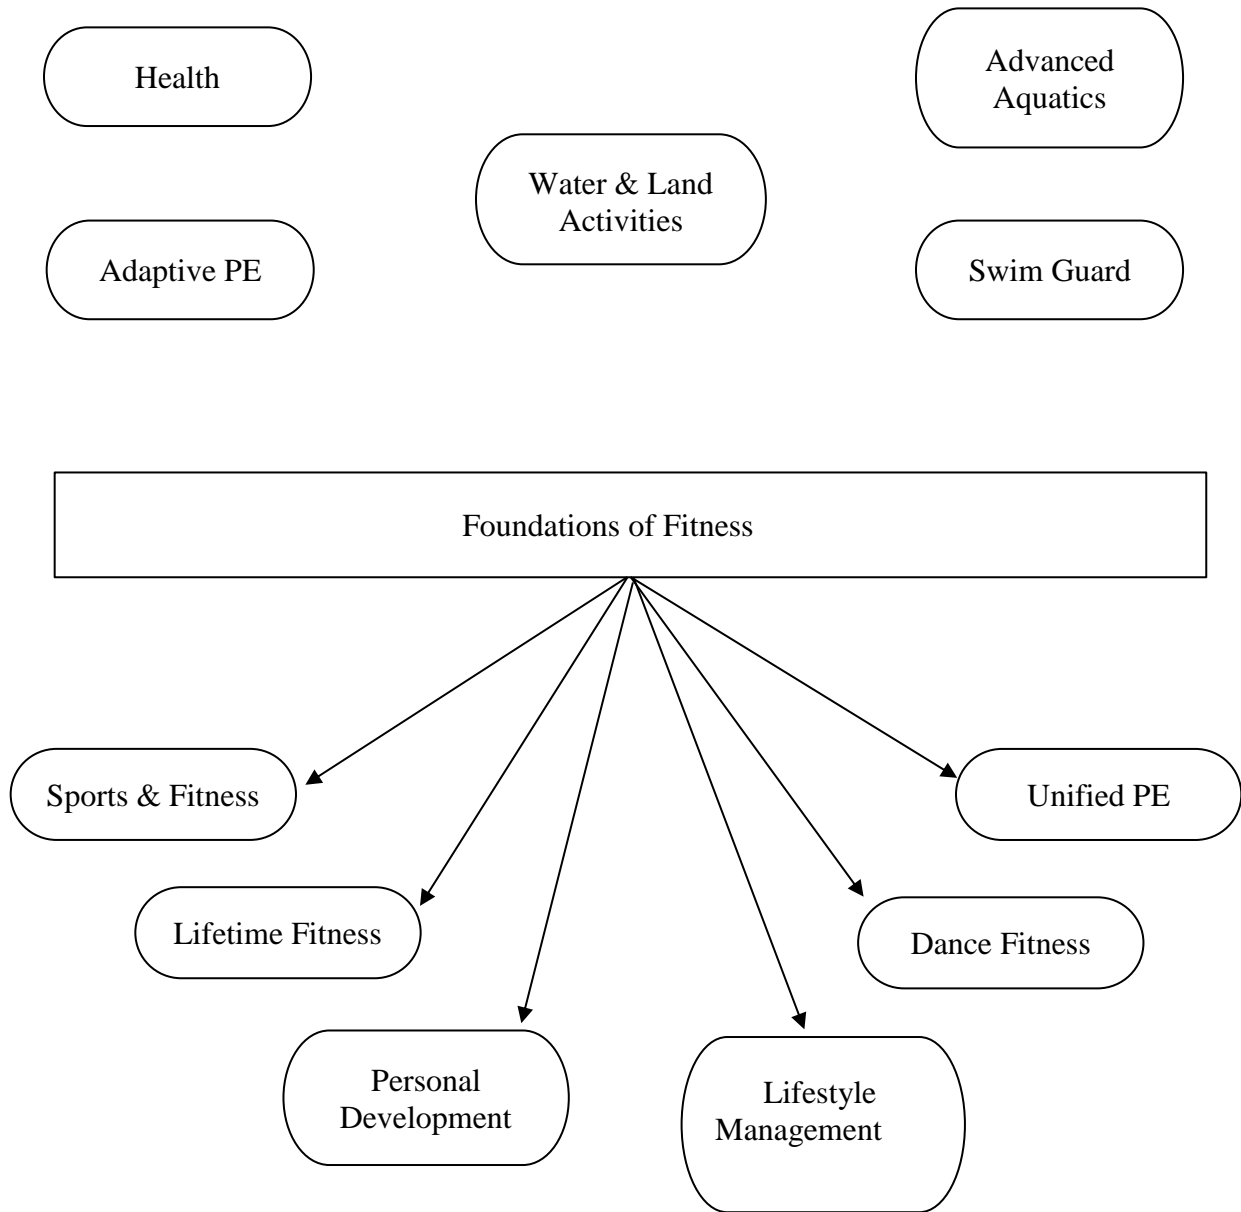 Health
Advanced
Aquatics
Water & Land
Activities
Adaptive PE
Swim Guard
Foundations of Fitness
Sports & Fitness
Unified PE
Lifetime Fitness
Dance Fitness
Personal
Development
Lifestyle
Management